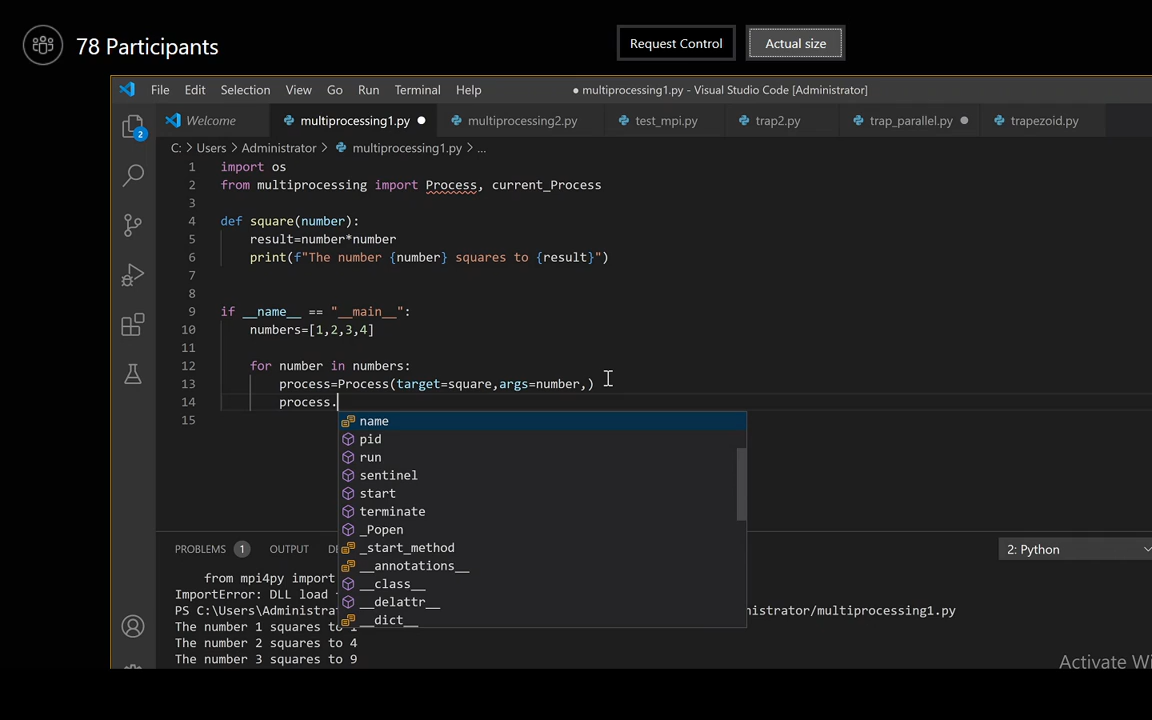 78 Participants
Request Control
Actual size
File Edit Selection View Go Run Terminal Help
● multiprocessing1.py - Visual Studio Code [Administrator]
Welcome
multiprocessing1.py ●
multiprocessing2.py
test_mpi.py
trap2.py
trap_parallel.py ●
trapezoid.py
2
C: > Users > Administrator > multiprocessing1.py > ...
1 import os
2 from multiprocessing import Process, current_Process
3
4 def square(number):
5 result=number*number
6 print(f"The number {number} squares to {result}")
7
8
9 if __name__ == "__main__":
10 numbers=[1,2,3,4]
11
12 for number in numbers:
13 process=Process(target=square,args=number,)
14 process.
15
name
pid
run
sentinel
start
terminate
_Popen
_start_method
__annotations__
__class__
__delattr__
__dict__
PROBLEMS 1 OUTPUT
2: Python
from mpi4py import
ImportError: DLL load
PS C:\Users\Administra nistrator/multiprocessing1.py
The number 1 squares to 1
The number 2 squares to 4
The number 3 squares to 9
Activate Wi